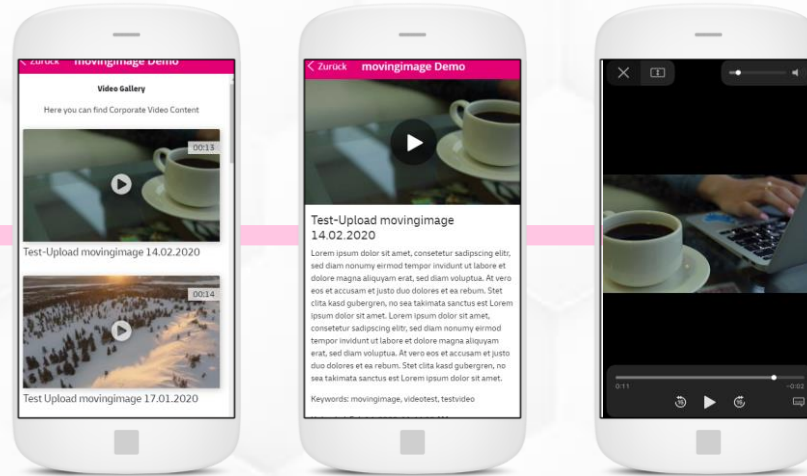 Zurück movingimage Demo
Video Gallery
Here you can find Corporate Video Content
00:13
Test-Upload movingimage 14.02.2020
00:14
Test Upload movingimage 17.01.2020
Zurück movingimage Demo
Test-Upload movingimage
14.02.2020
Lorem ipsum dolor sit amet, consetetur sadipscing elitr,
sed diam nonumy eirmod tempor invidunt ut labore et
dolore magna aliquyam erat, sed diam voluptua. At vero
eos et accusam et justo duo dolores et ea rebum. Stet
clita kasd gubergren, no sea takimata sanctus est Lorem
ipsum dolor sit amet. Lorem ipsum dolor sit amet,
consetetur sadipscing elitr, sed diam nonumy eirmod
tempor invidunt ut labore et dolore magna aliquyam
erat, sed diam voluptua. At vero eos et accusam et justo
duo dolores et ea rebum. Stet clita kasd gubergren, no
sea takimata sanctus est Lorem ipsum dolor sit amet.
Keywords: movingimage, videotest, testvideo
0:11
-0:02
15
15